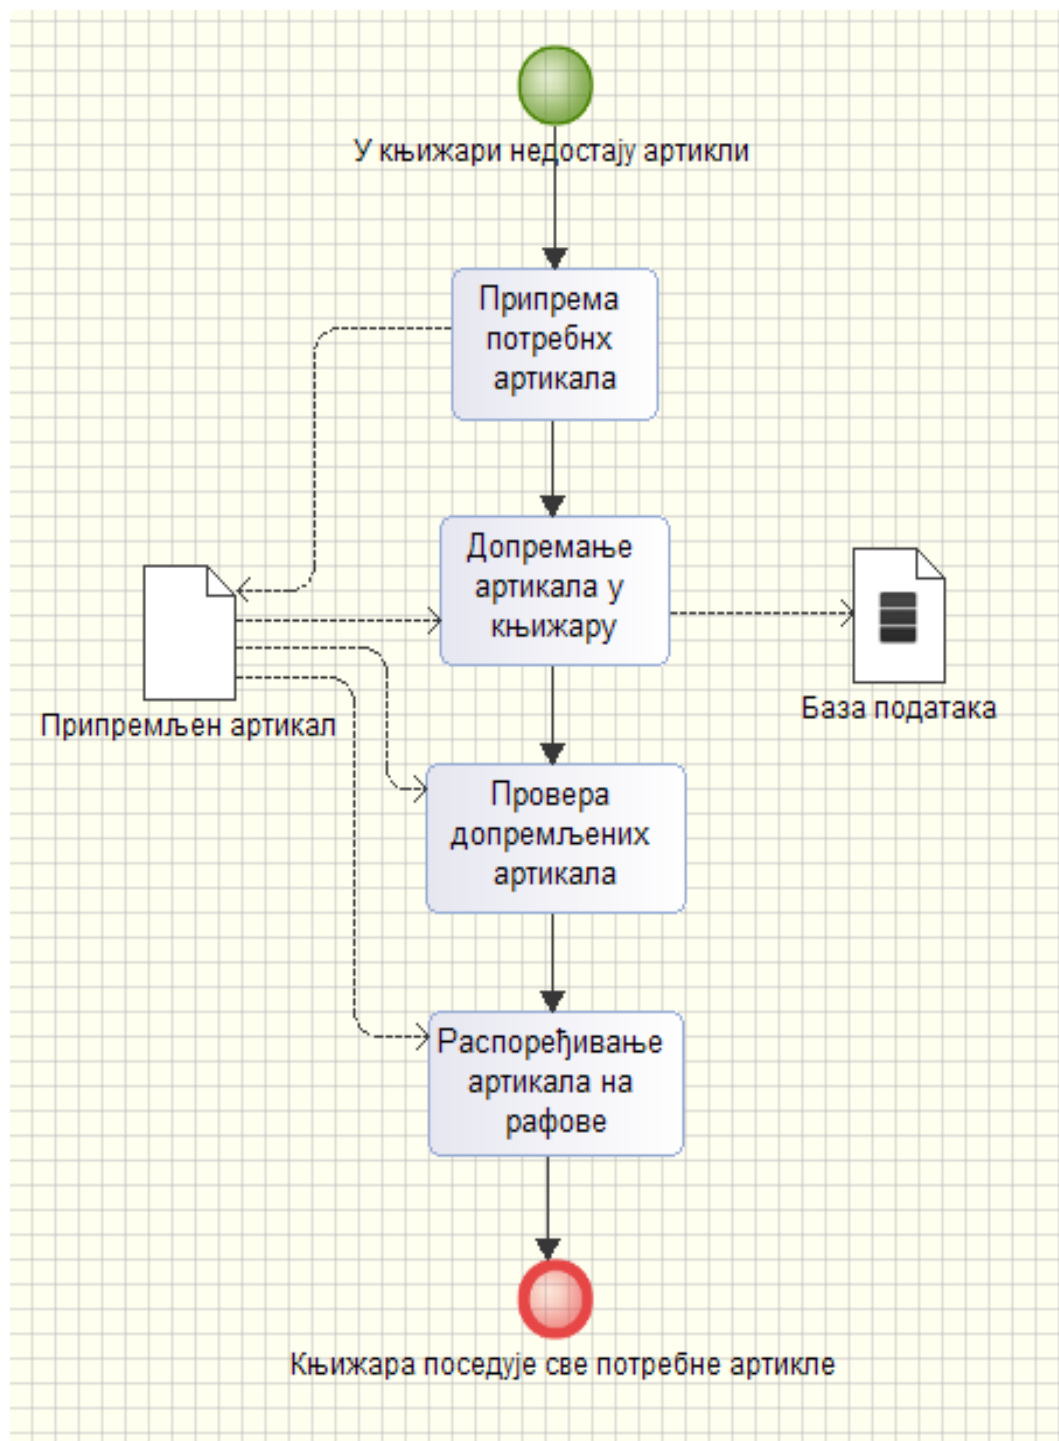 У књижари недостају артикли
Припрема
потребнх
артикала
Допремање
артикала у
књижару
Припремљен артикал
База података
Провера
допремљених
артикала
Распоређивање
артикала на
рафове
Књижара поседује све потребне артикле